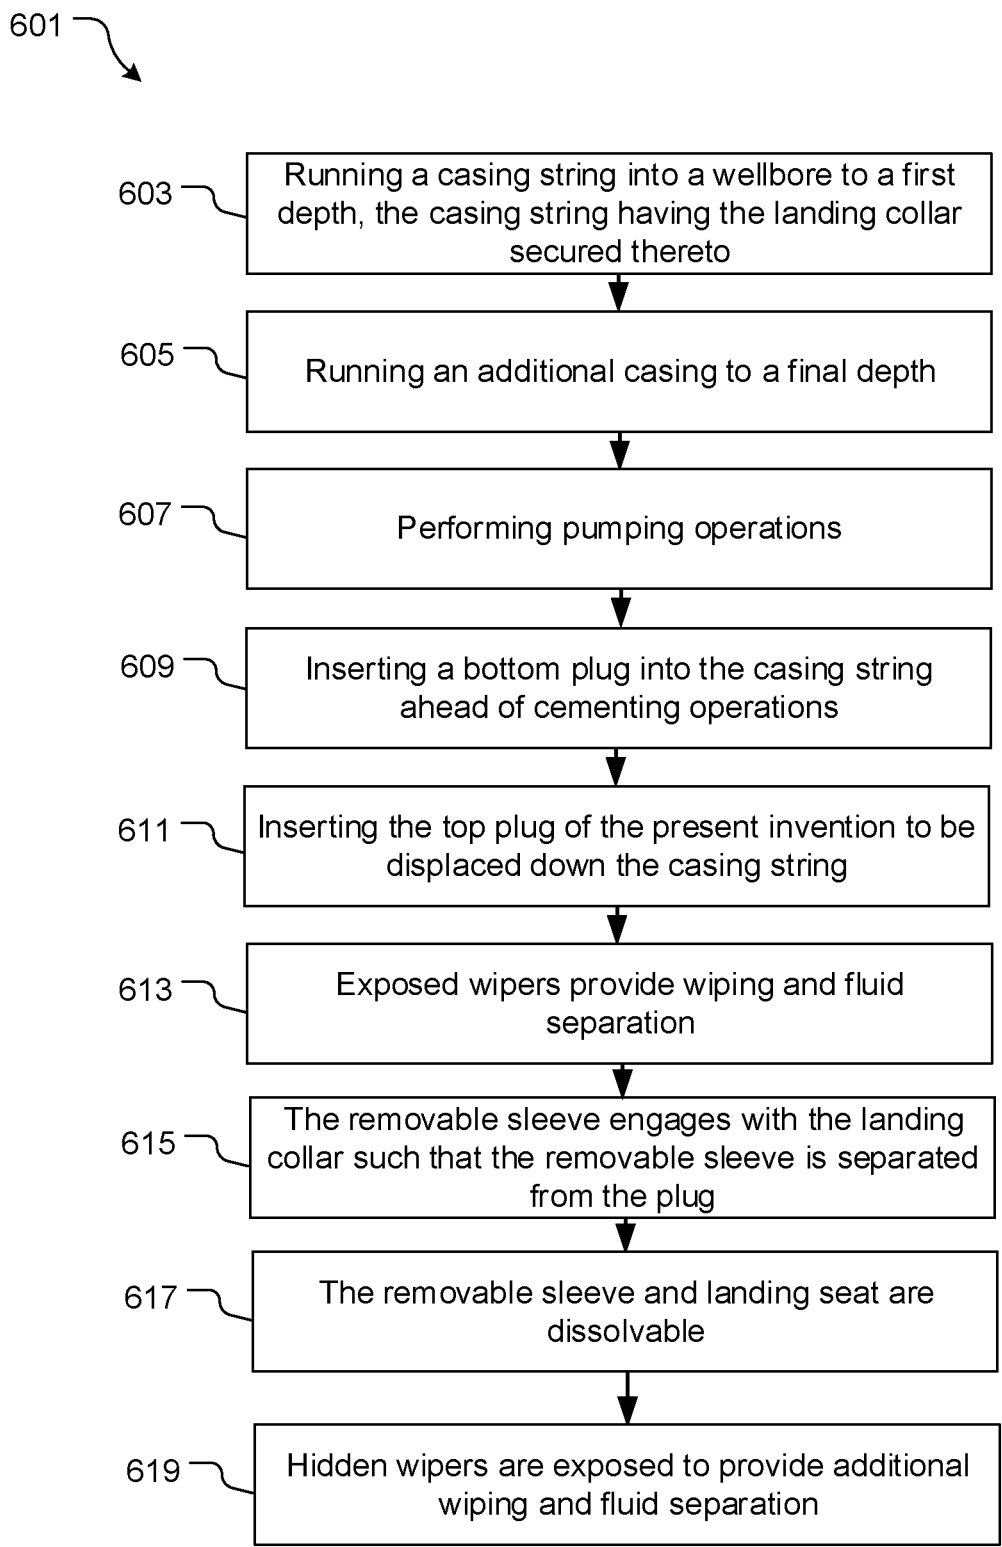 601
603
Running a casing string into a wellbore to a first
depth, the casing string having the landing collar
secured thereto
605
Running an additional casing to a final depth
607
Performing pumping operations
609
Inserting a bottom plug into the casing string
ahead of cementing operations
611
Inserting the top plug of the present invention to be
displaced down the casing string
613
Exposed wipers provide wiping and fluid
separation
615
The removable sleeve engages with the landing
collar such that the removable sleeve is separated
from the plug
617
The removable sleeve and landing seat are
dissolvable
619
Hidden wipers are exposed to provide additional
wiping and fluid separation